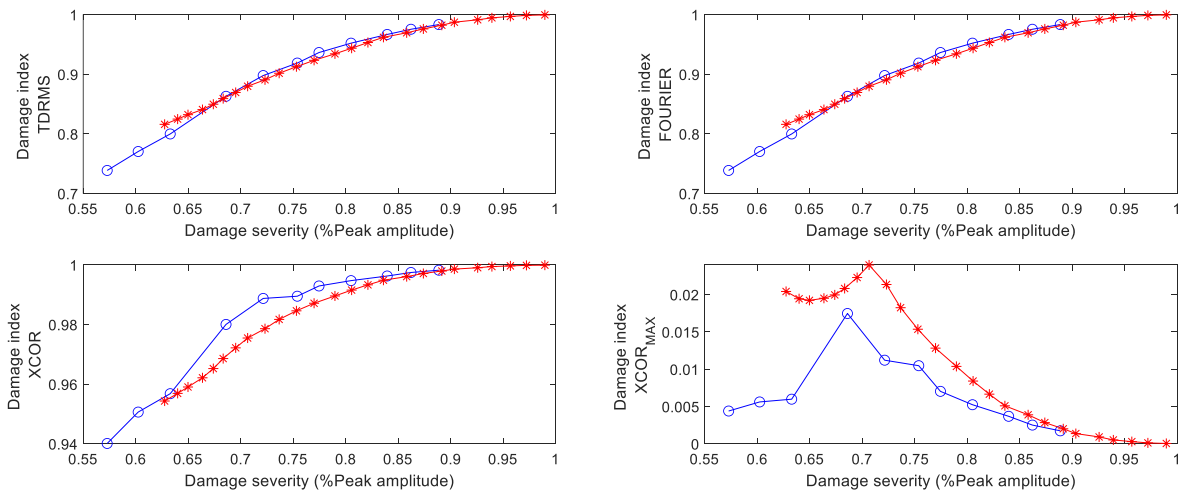 1
0.9
0.8
0.7
Damage index
TDRMS
0.55 0.6 0.65 0.7 0.75 0.8 0.85 0.9 0.95 1
Damage severity (%Peak amplitude)
1
0.9
0.8
0.7
Damage index
FOURIER
0.55 0.6 0.65 0.7 0.75 0.8 0.85 0.9 0.95 1
Damage severity (%Peak amplitude)
1
0.98
0.96
0.94
Damage index
XCOR
0.55 0.6 0.65 0.7 0.75 0.8 0.85 0.9 0.95 1
Damage severity (%Peak amplitude)
0.02
0.015
0.01
0.005
0
Damage index
XCOR_MAX
0.55 0.6 0.65 0.7 0.75 0.8 0.85 0.9 0.95 1
Damage severity (%Peak amplitude)